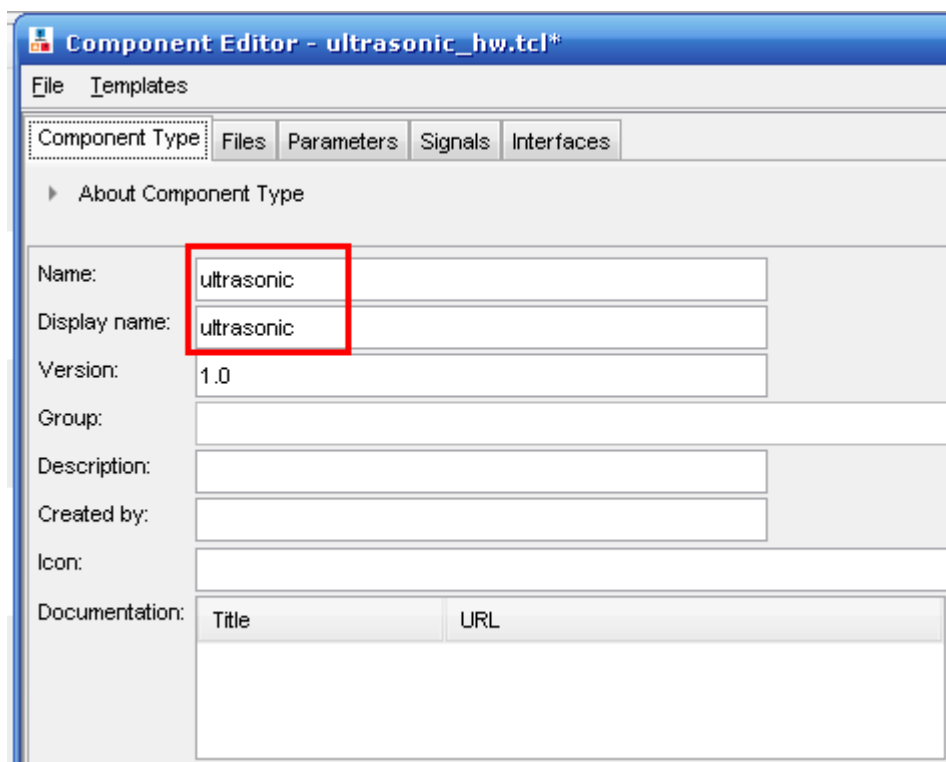 Component Editor - ultrasonic_hw.tcl*
File Templates
Component Type Files Parameters Signals Interfaces
About Component Type
Name: ultrasonic
Display name: ultrasonic
Version: 1.0
Group:
Description:
Created by:
Icon:
Documentation: Title URL